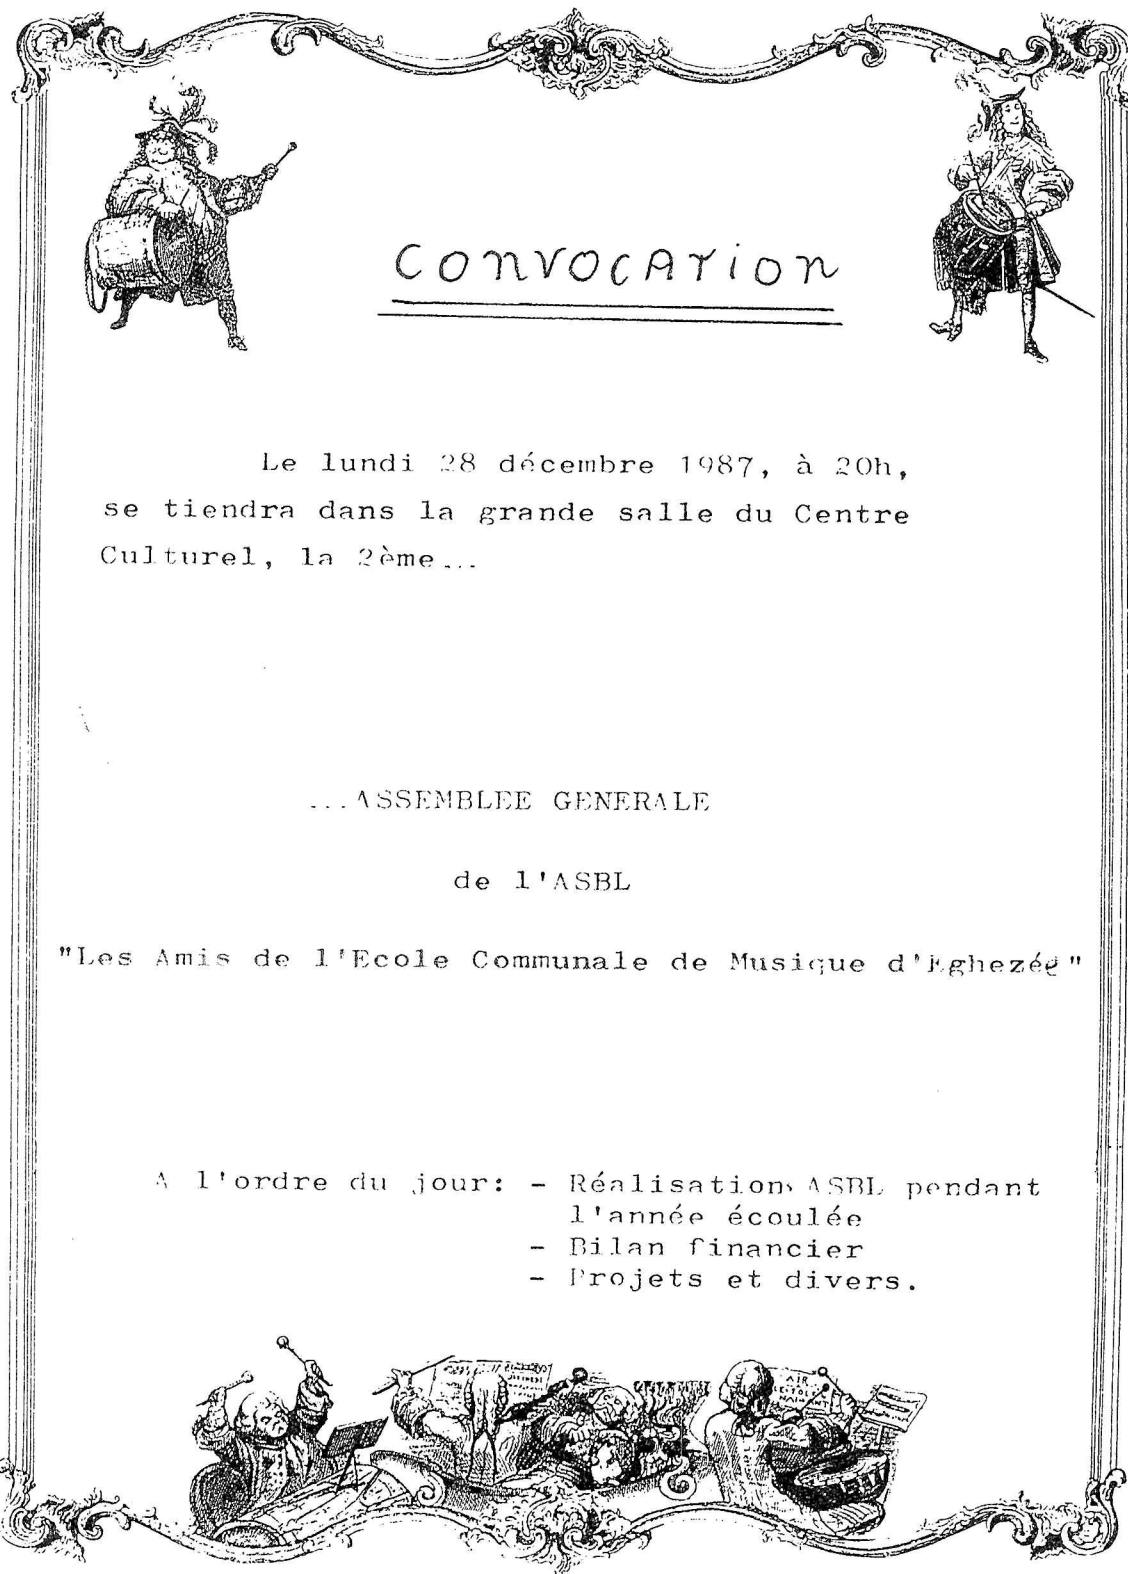 CONVOCATION
Le lundi 28 décembre 1987, à 20h,
se tiendra dans la grande salle du Centre
Culturel, la 2ème...
...ASSEMBLEE GENERALE
de l'ASBL
"Les Amis de l'Ecole Communale de Musique d'Eghezée"
A l'ordre du jour: - Réalisations ASBL pendant
l'année écoulée
- Bilan financier
- Projets et divers.
AIR